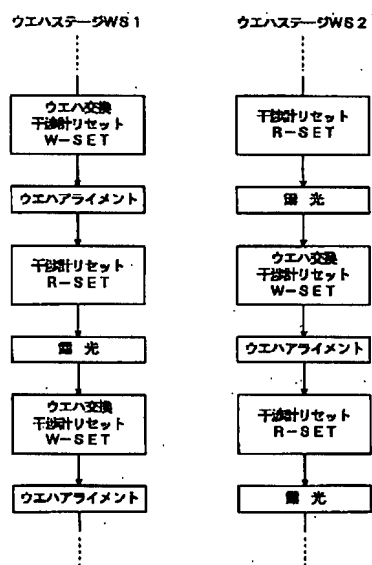 ウエハステージWS1
ウエハ交換
干渉計リセット
W-SET
ウエハアライメント
干渉計リセット
R-SET
露 光
ウエハ交換
干渉計リセット
W-SET
ウエハアライメント
ウエハステージWS2
干渉計リセット
R-SET
露 光
ウエハ交換
干渉計リセット
W-SET
ウエハアライメント
干渉計リセット
R-SET
露 光